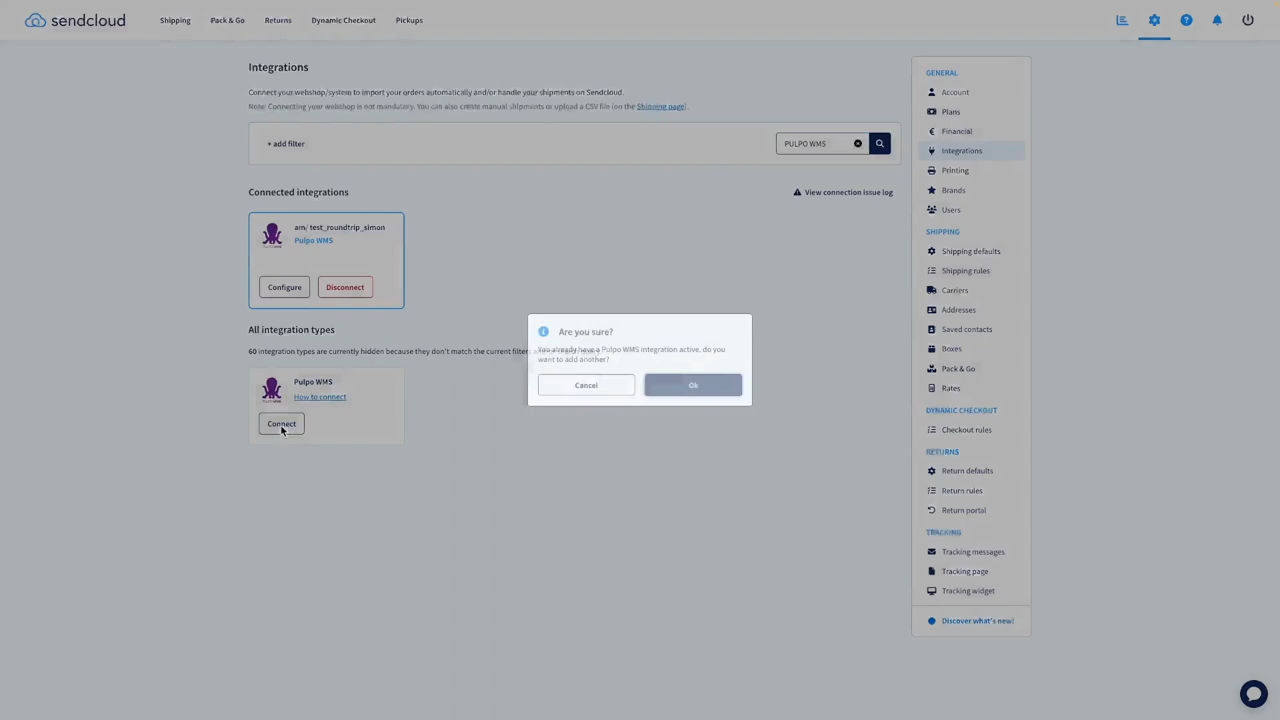 sendcloud
Shipping
Pack & Go
Returns
Dynamic Checkout
Pickups
Integrations
Connect your webshop/system to import your orders automatically and/or handle your shipments on Sendcloud.
Note: Connecting your webshop is not mandatory. You can also create manual shipments or upload a CSV file (on the Shipping page).
+ add filter
PULPO WMS
Connected integrations
View connection issue log
am/ test_roundtrip_simon
Pulpo WMS
Configure
Disconnect
All integration types
60 integration types are currently hidden because they don't match the current filters
Pulpo WMS
How to connect
Connect
Are you sure?
You already have a Pulpo WMS integration active, do you
want to add another?
Cancel
Ok
GENERAL
Account
Plans
Financial
Integrations
Printing
Brands
Users
SHIPPING
Shipping defaults
Shipping rules
Carriers
Addresses
Saved contacts
Boxes
Pack & Go
Rates
DYNAMIC CHECKOUT
Checkout rules
RETURNS
Return defaults
Return rules
Return portal
TRACKING
Tracking messages
Tracking page
Tracking widget
Discover what's new!